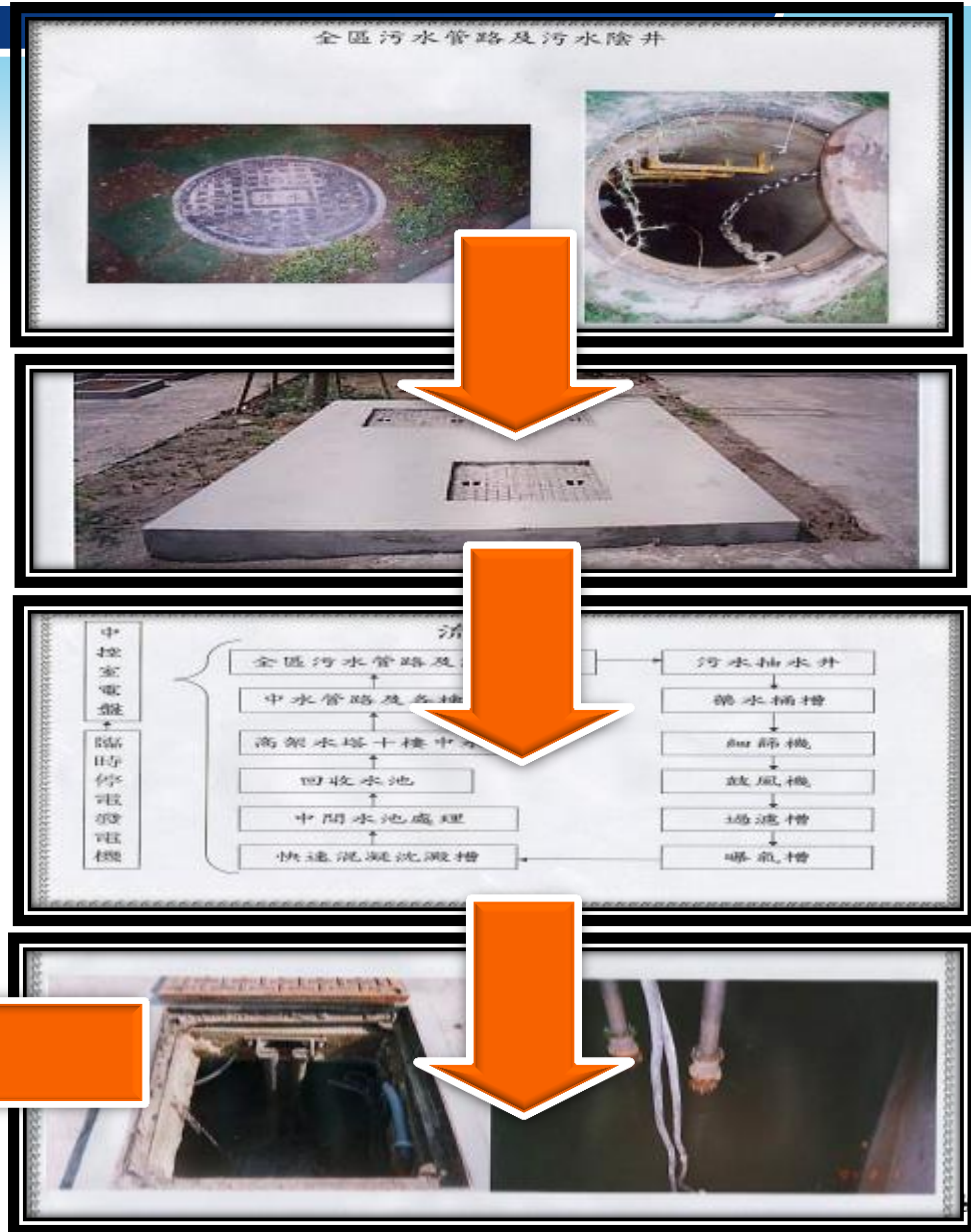 全區污水管路及污水陰井
流
中控室電盤
臨時停電發電機
全區污水管路及
中水管路及各棟
高架水塔十樓中水
回收水池
中間水池處理
快速混凝沈澱槽
污水抽水井
藥水桶槽
細篩機
鼓風機
過濾槽
曝氣槽